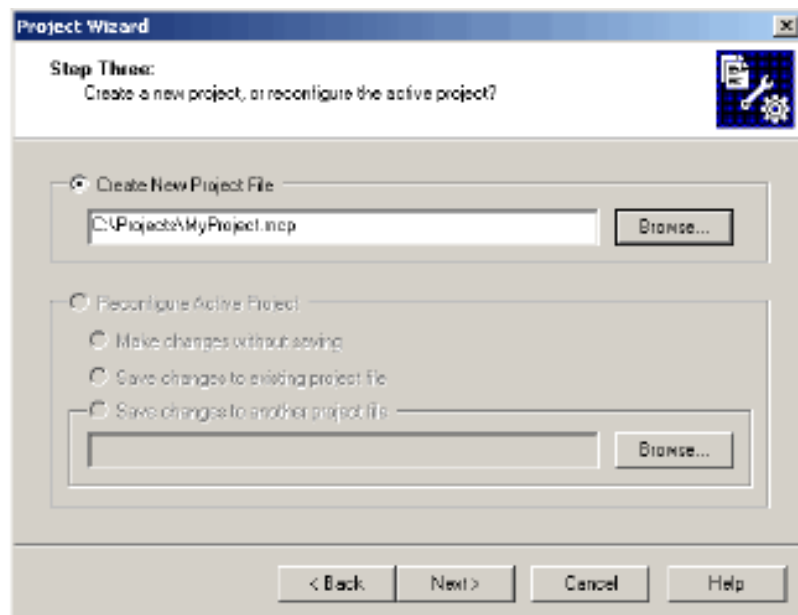 Project Wizard
Step Three:
Create a new project, or reconfigure the active project?
Create New Project File
C:\Projects\MyProject.mcp
Browse...
Reconfigure Active Project
Make changes without saving
Save changes to existing project file
Save changes to another project file
Browse...
< Back
Next >
Cancel
Help